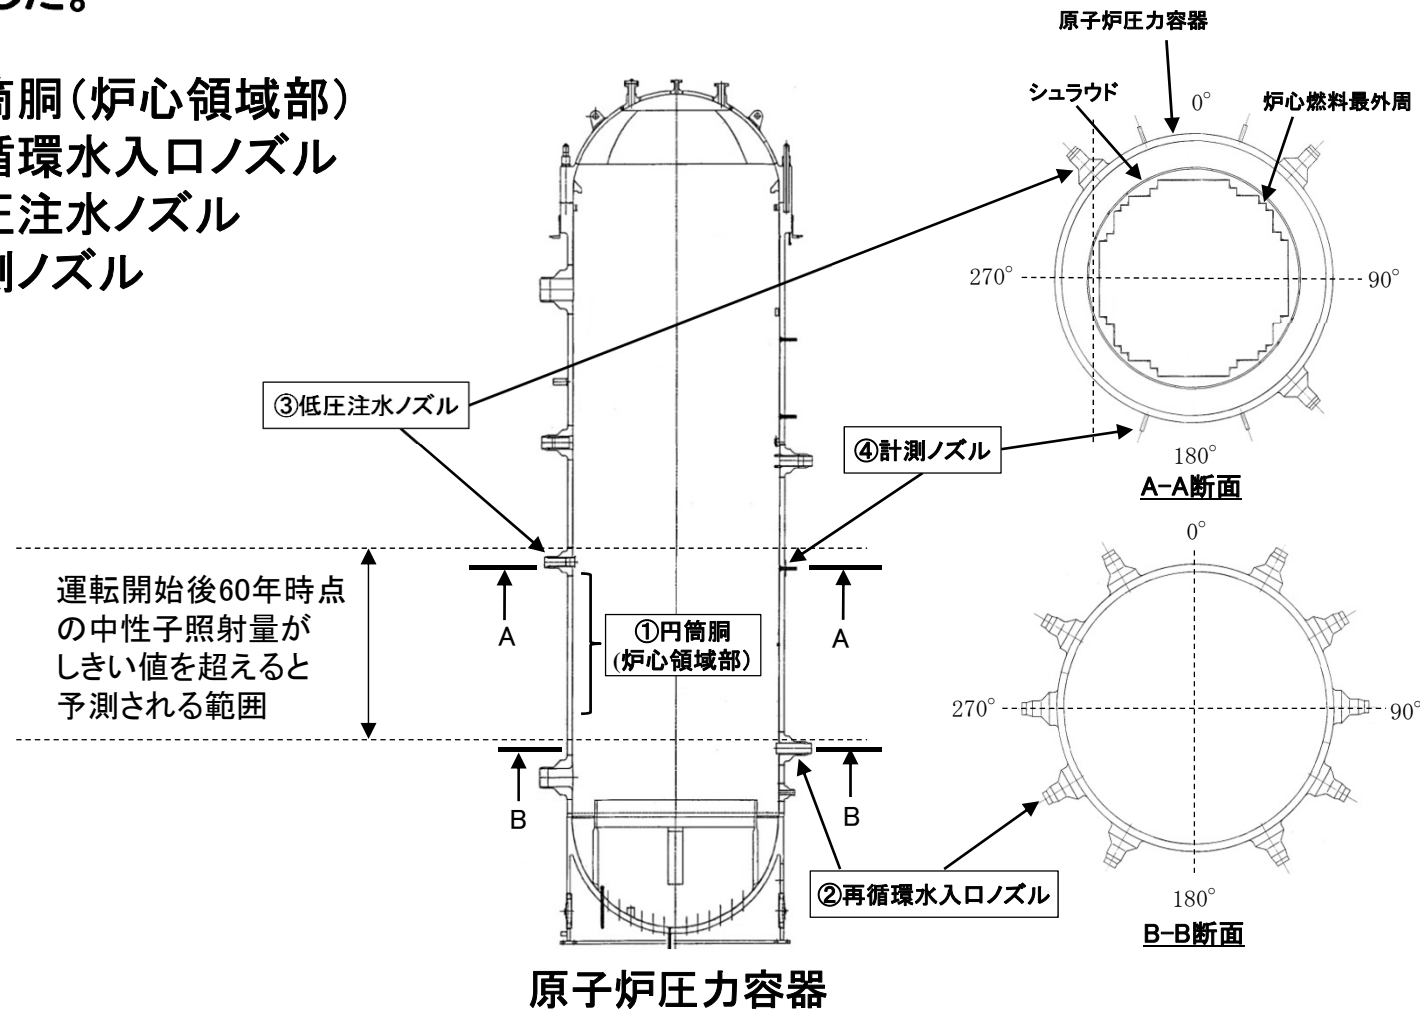 した。
筒胴(炉心領域部)
循環水入口ノズル
圧注水ノズル
測ノズル
原子炉圧力容器
シュラウド
0°
炉心燃料最外周
270°
90°
③低圧注水ノズル
④計測ノズル
180°
A-A断面
0°
運転開始後60年時点
の中性子照射量が
しきい値を超えると
予測される範囲
A
①円筒胴
(炉心領域部)
A
270°
90°
B
B
②再循環水入口ノズル
180°
B-B断面
原子炉圧力容器